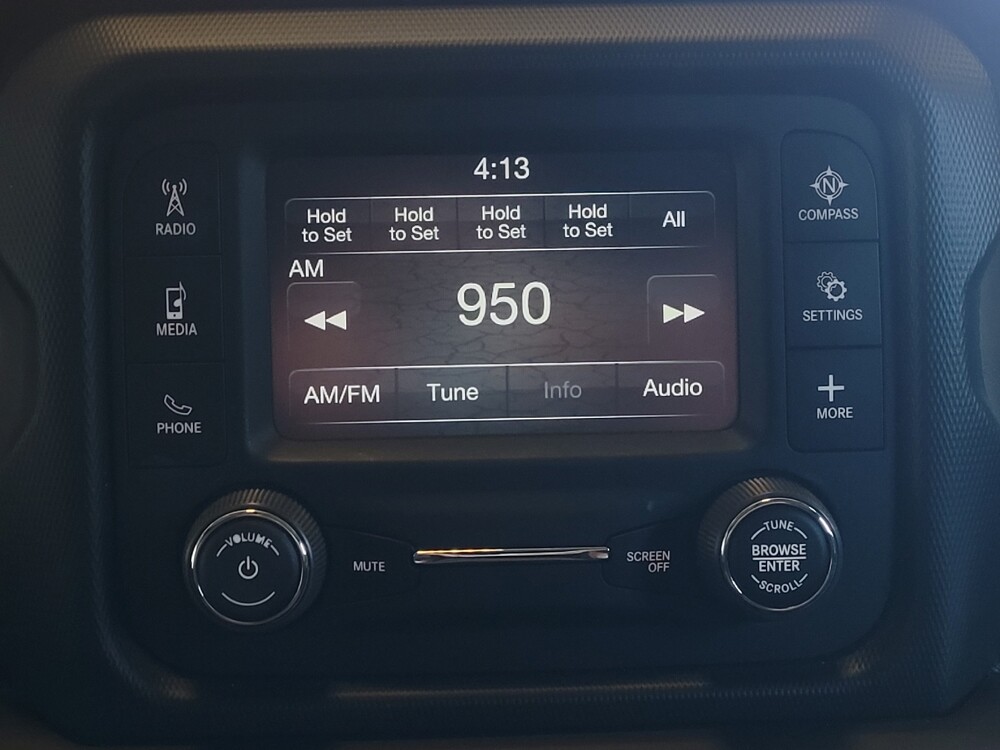 4:13
Hold
to Set
Hold
to Set
Hold
to Set
Hold
to Set
All
AM
950
AM/FM
Tune
Info
Audio
RADIO
MEDIA
PHONE
N
COMPASS
SETTINGS
MORE
VOLUME
MUTE
SCREEN
OFF
TUNE
BROWSE
ENTER
SCROLL